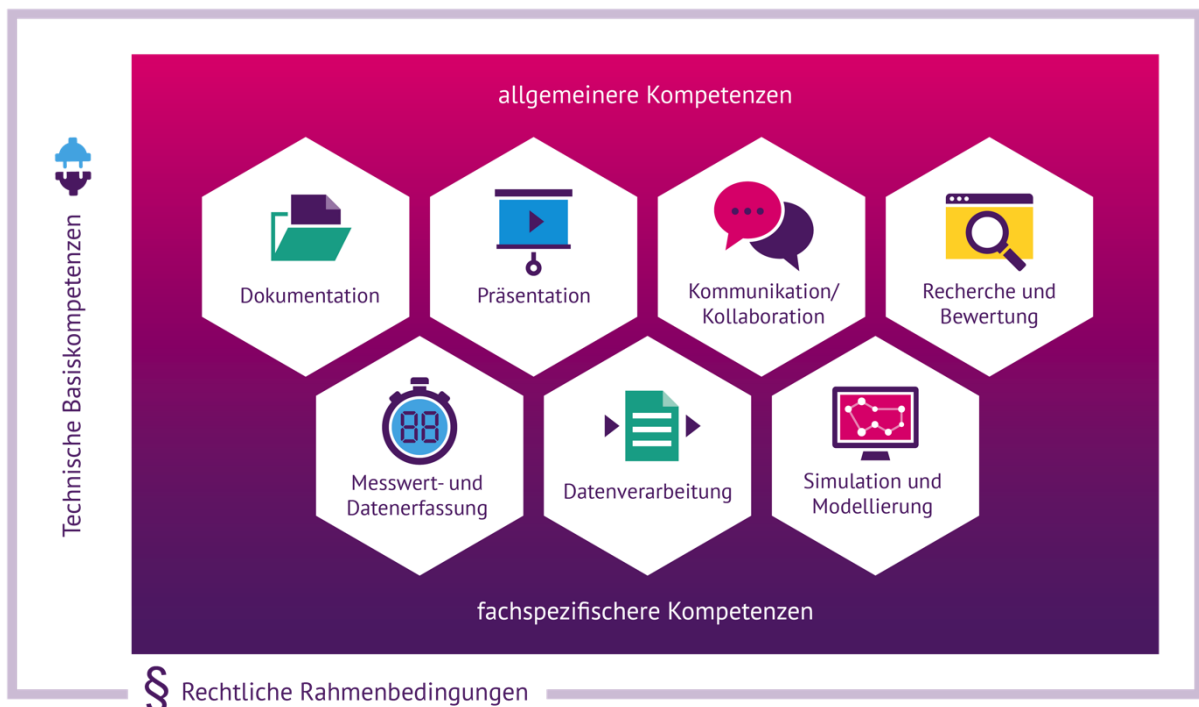 allgemeinere Kompetenzen
Technische Basiskompetenzen
Dokumentation
Präsentation
Kommunikation/
Kollaboration
Recherche und
Bewertung
88
Messwert- und
Datenerfassung
Datenverarbeitung
Simulation und
Modellierung
fachspezifischere Kompetenzen
§ Rechtliche Rahmenbedingungen